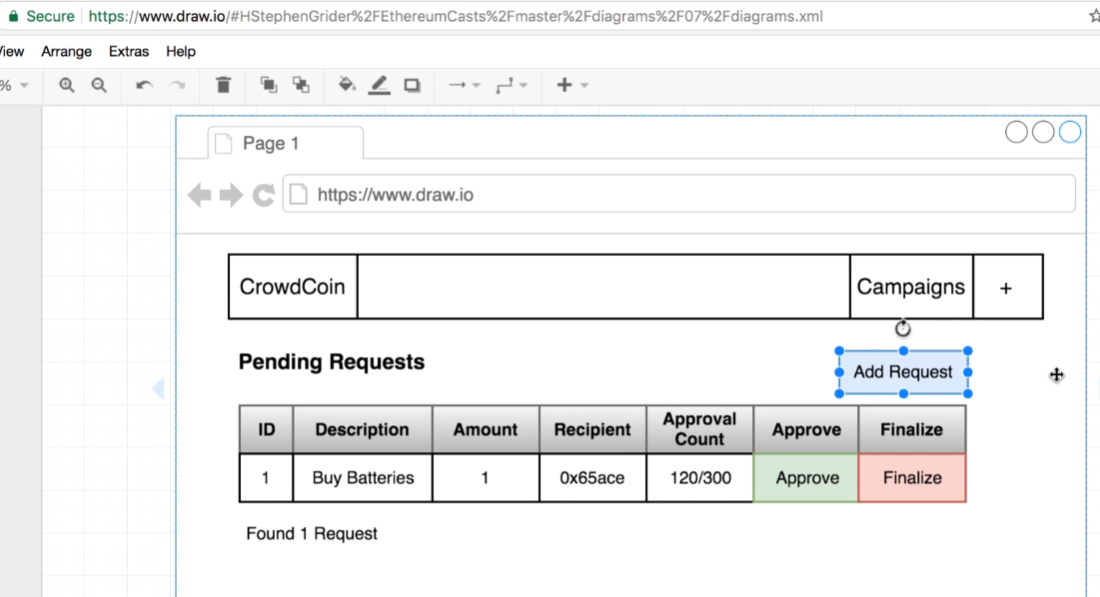 Secure https://www.draw.io/#HStephenGrider%2FEthereumCasts%2Fmaster%2Fdiagrams%2F07%2Fdiagrams.xml
View Arrange Extras Help
%
Page 1
https://www.draw.io
CrowdCoin Campaigns +
Pending Requests
Add Request
ID Description Amount Recipient Approval Count Approve Finalize
1 Buy Batteries 1 0x65ace 120/300 Approve Finalize
Found 1 Request